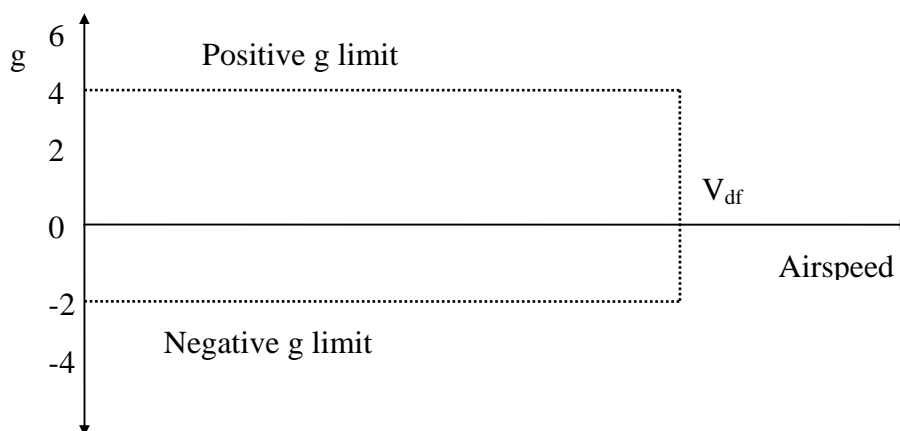 6
Positive g limit
g
4
2
V_df
0
Airspeed
-2
Negative g limit
-4